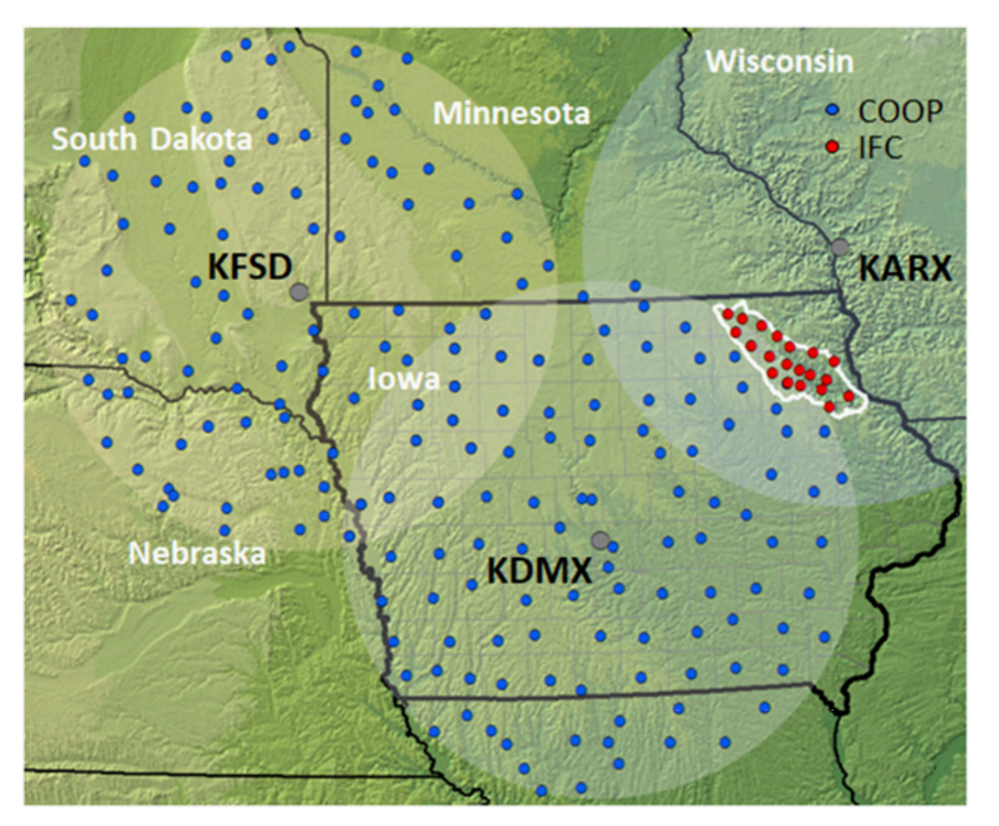 Wisconsin
COOP
Minnesota
South Dakota
IFC
KFSD
KARX
Iowa
Nebraska
KDMX